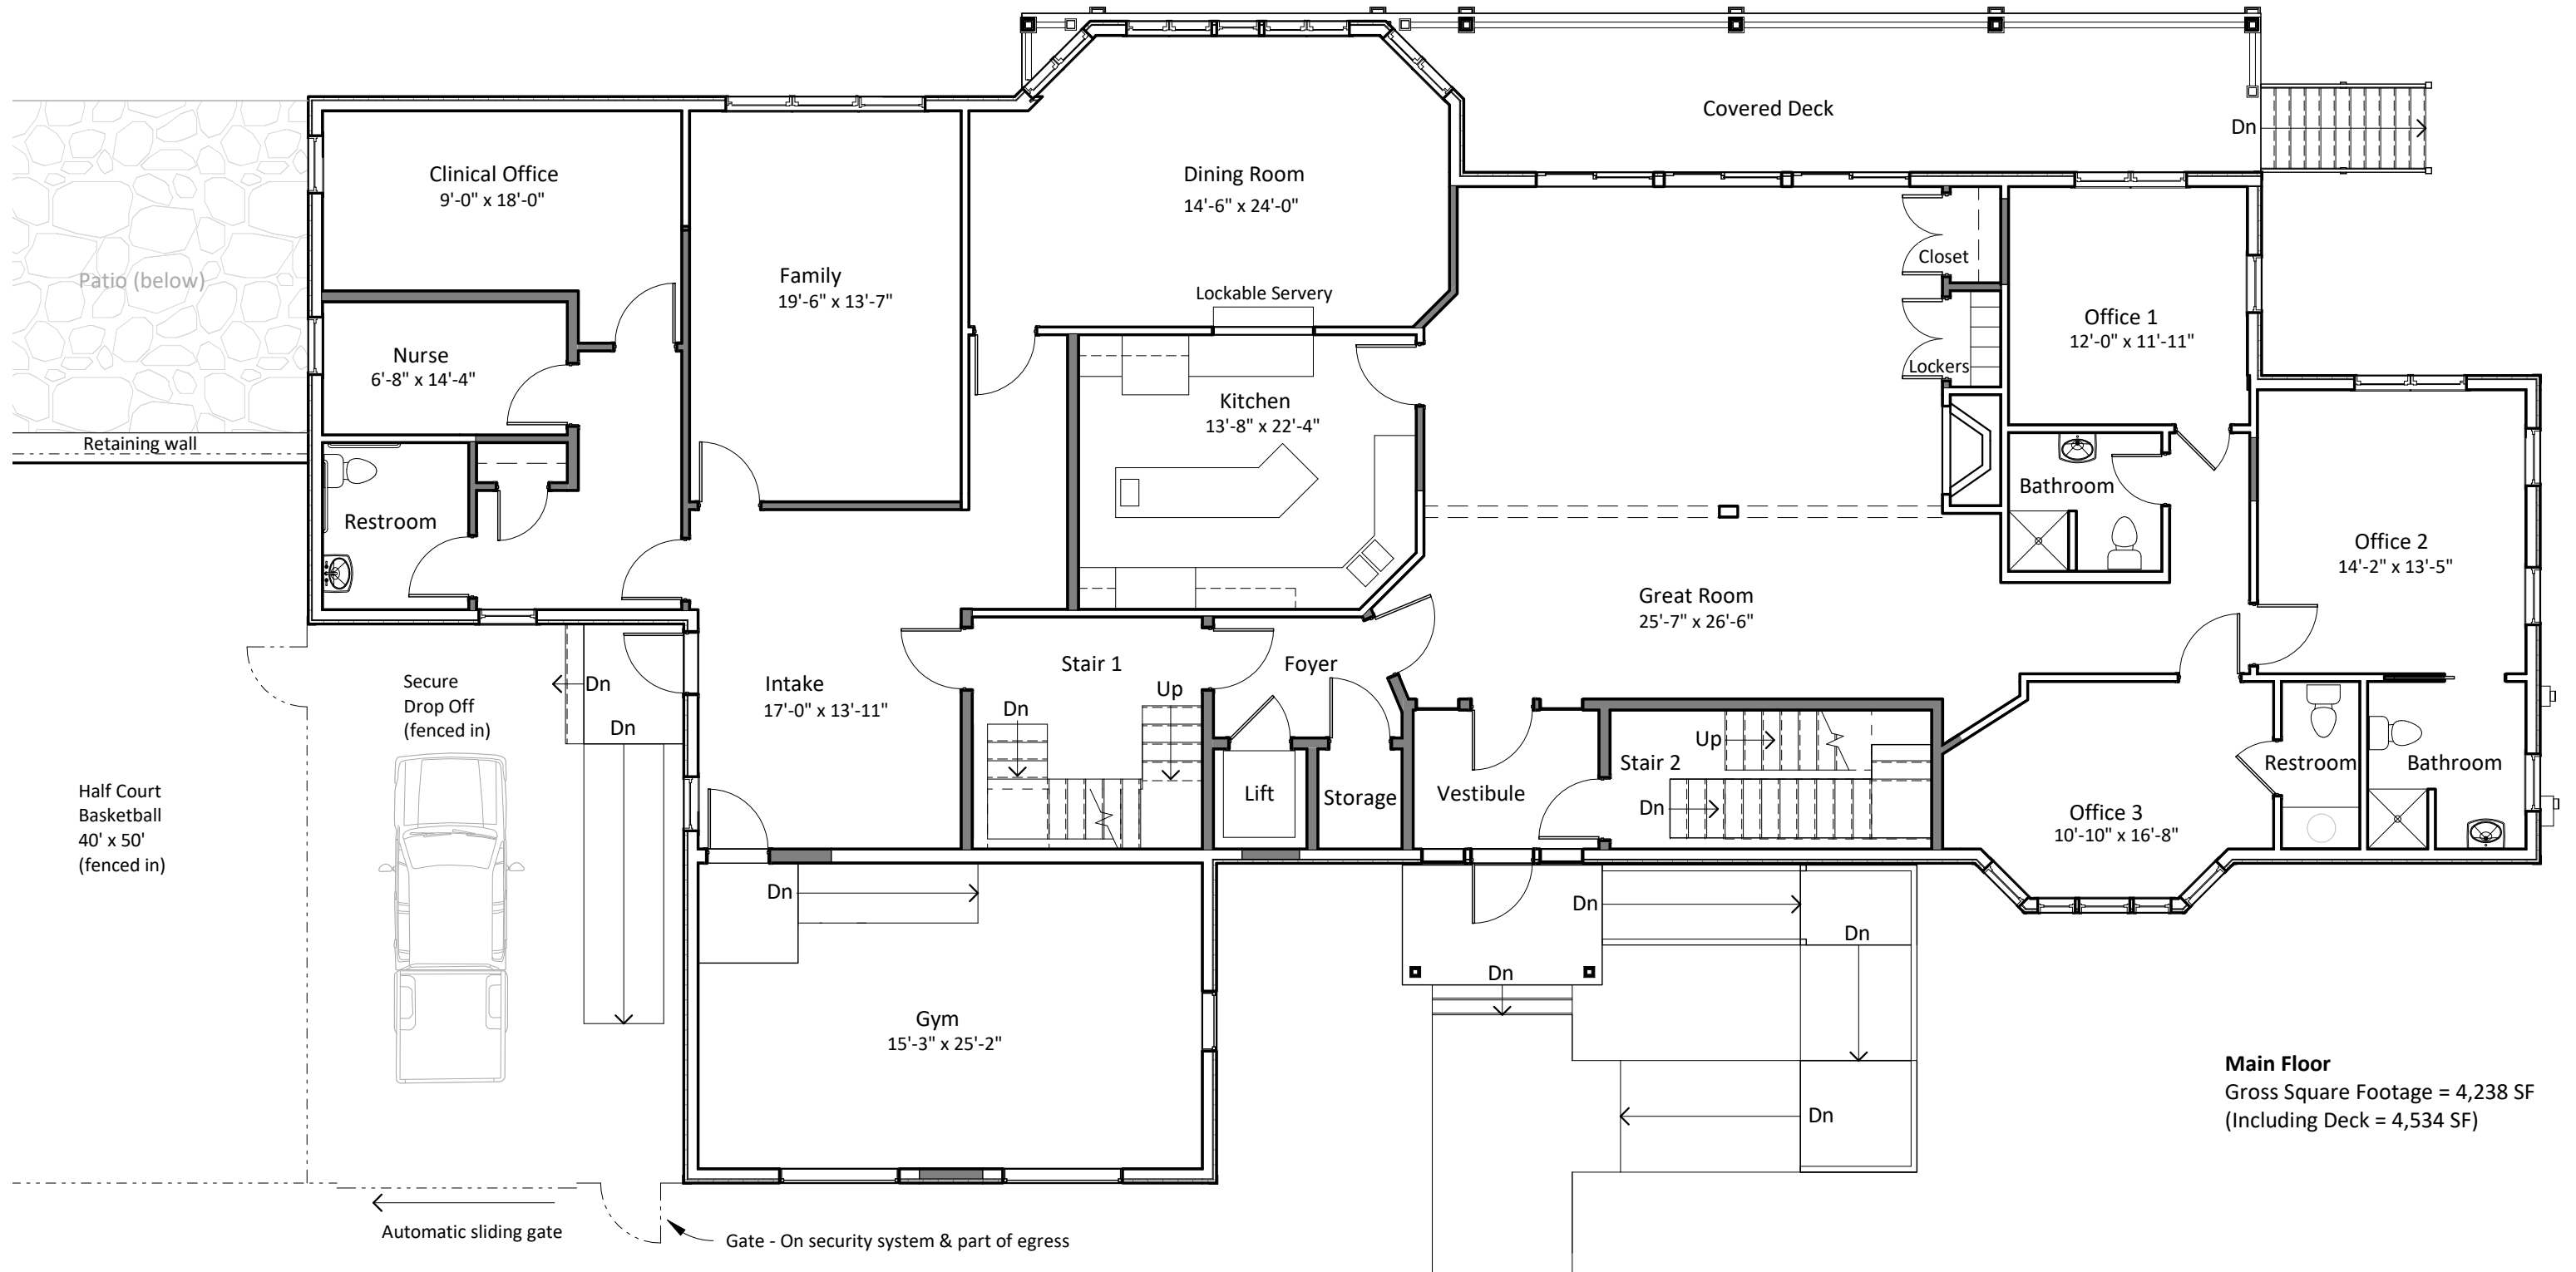 Covered Deck
Dn
Clinical Office
9'-0" x 18'-0"
Dining Room
14'-6" x 24'-0"
Patio (below)
Family
19'-6" x 13'-7"
Closet
Lockable Servery
Office 1
12'-0" x 11'-11"
Nurse
6'-8" x 14'-4"
Lockers
Kitchen
13'-8" x 22'-4"
Retaining wall
Restroom
Bathroom
Office 2
14'-2" x 13'-5"
Great Room
25'-7" x 26'-6"
Secure
Drop Off
(fenced in)
Dn
Dn
Intake
17'-0" x 13'-11"
Stair 1
Dn
Up
Foyer
Up
Stair 2
Dn
Restroom
Bathroom
Half Court
Basketball
40' x 50'
(fenced in)
Lift
Storage
Vestibule
Office 3
10'-10" x 16'-8"
Dn
Dn
Dn
Dn
Gym
15'-3" x 25'-2"
Dn
Main Floor
Gross Square Footage = 4,238 SF
(Including Deck = 4,534 SF)
Automatic sliding gate
Gate - On security system & part of egress